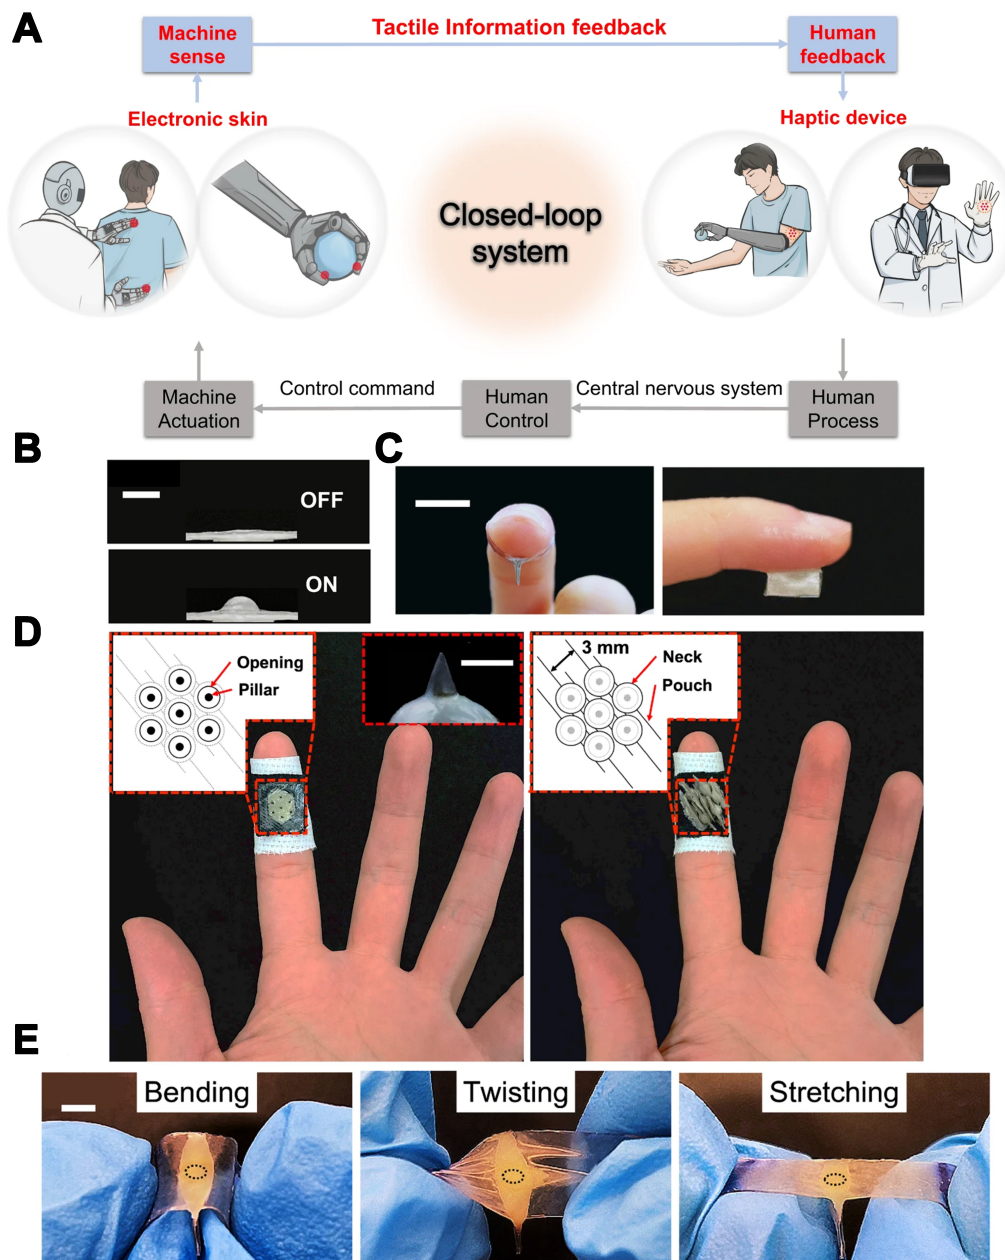 A
Machine
sense
Tactile Information feedback
Human
feedback
Electronic skin
Haptic device
Closed-loop
system
Machine
Actuation
Control command
Human
Control
Central nervous system
Human
Process
B
OFF
ON
C
D
Opening
Pillar
3 mm
Neck
Pouch
E
Bending
Twisting
Stretching